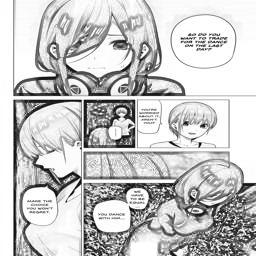 SO DO YOU
WANT TO TRADE
FOR THE DANCE
ON THE LAST
DAY?
YOU'RE
WORRIED
ABOUT IT,
AREN'T
YOU?
MAKE THE
CHOICE
YOU WON'T
REGRET.
WE HAVE
TO BE
EQUAL.
YOU DANCE
WITH HIM...